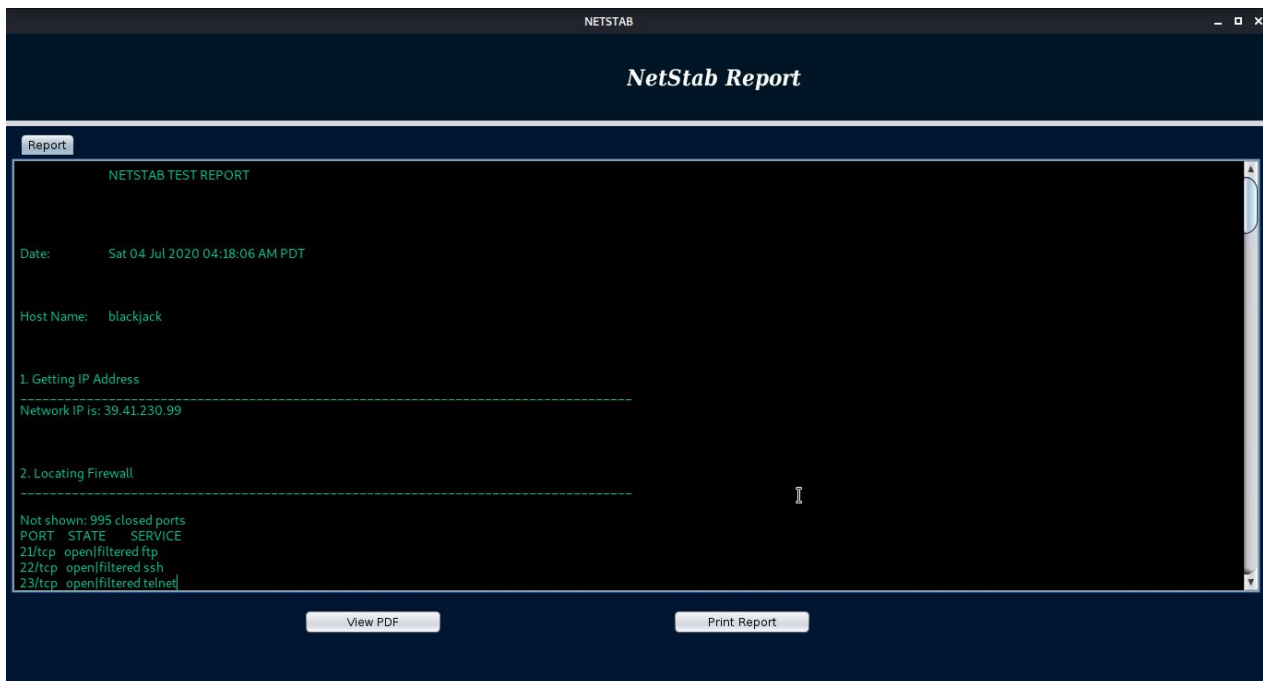 NETSTAB
NetStab Report
Report
NETSTAB TEST REPORT
Date: Sat 04 Jul 2020 04:18:06 AM PDT
Host Name: blackjack
1. Getting IP Address
Network IP is: 39.41.230.99
2. Locating Firewall
Not shown: 995 closed ports
PORT STATE SERVICE
21/tcp open|filtered ftp
22/tcp open|filtered ssh
23/tcp open|filtered telnet
View PDF
Print Report